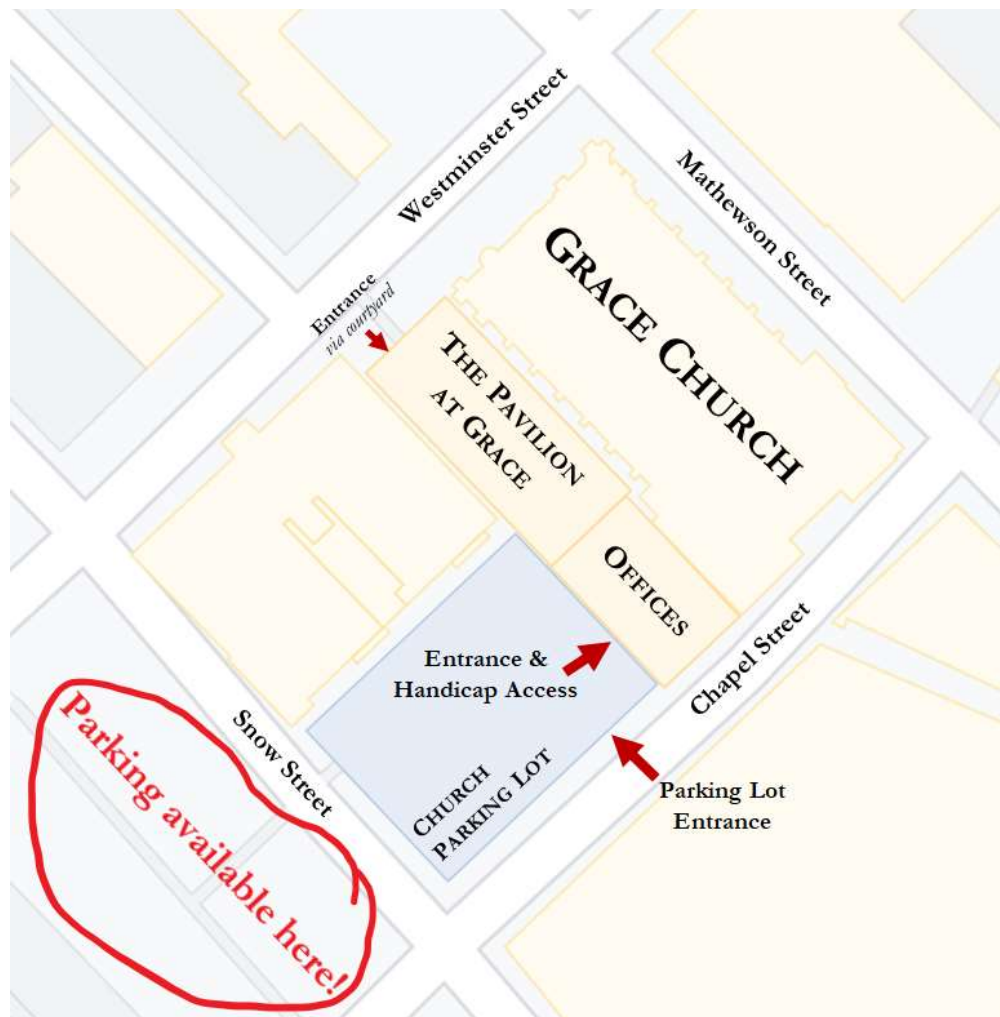 Westminster Street
Mathewson Street
GRACE CHURCH
Entrance
via courtyard
THE PAVILION
AT GRACE
OFFICES
Entrance &
Handicap Access
Chapel Street
Snow Street
Parking available here!
CHURCH
PARKING LOT
Parking Lot
Entrance